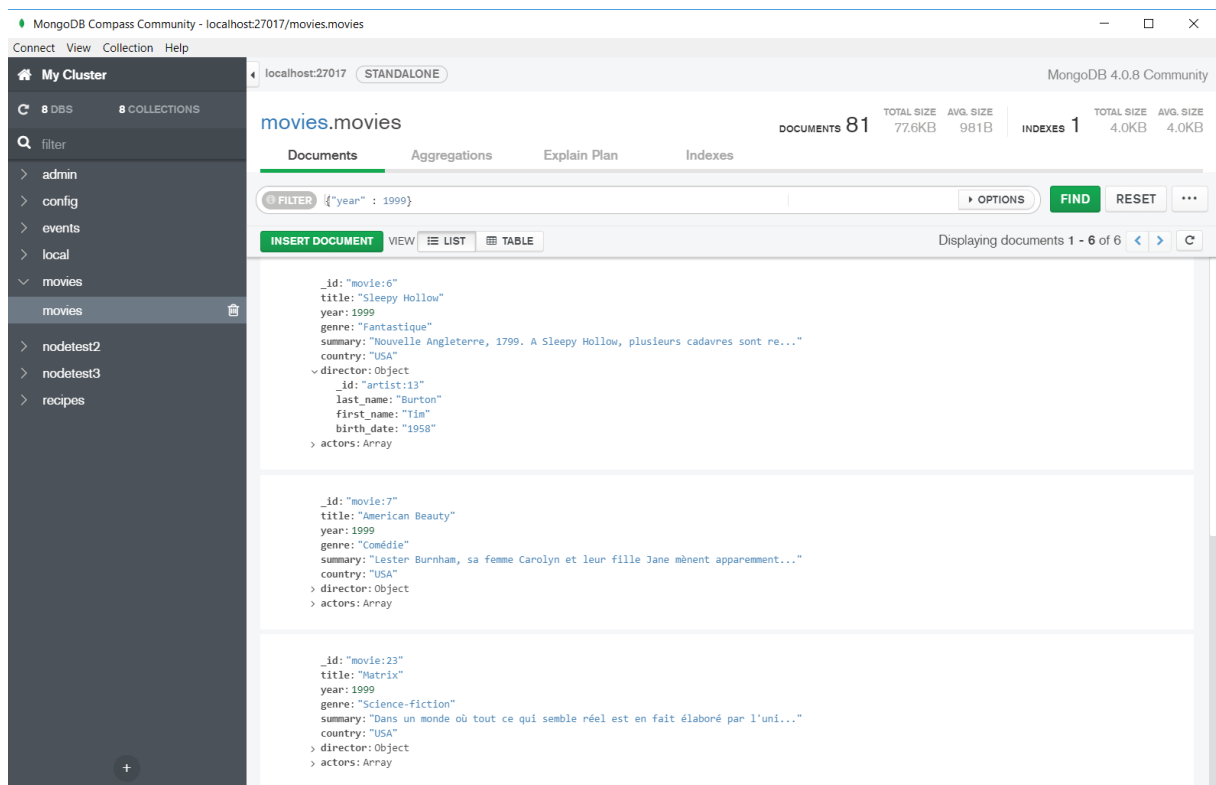 MongoDB Compass Community - localhost:27017/movies.movies
Connect View Collection Help
My Cluster
localhost:27017 STANDALONE
MongoDB 4.0.8 Community
8 DBS 8 COLLECTIONS
filter
admin
config
events
local
movies
movies
nodetest2
nodetest3
recipes
movies.movies
DOCUMENTS 81 TOTAL SIZE 77.6KB AVG. SIZE 981B INDEXES 1 TOTAL SIZE 4.0KB AVG. SIZE 4.0KB
Documents Aggregations Explain Plan Indexes
FILTER {"year" : 1999} OPTIONS FIND RESET ...
INSERT DOCUMENT VIEW LIST TABLE Displaying documents 1 - 6 of 6
_id: "movie:6"
title: "Sleepy Hollow"
year: 1999
genre: "Fantastique"
summary: "Nouvelle Angleterre, 1799. A Sleepy Hollow, plusieurs cadavres sont re..."
country: "USA"
director: Object
_id: "artist:13"
last_name: "Burton"
first_name: "Tim"
birth_date: "1958"
actors: Array
_id: "movie:7"
title: "American Beauty"
year: 1999
genre: "Comédie"
summary: "Lester Burnham, sa femme Carolyn et leur fille Jane mènent apparemment..."
country: "USA"
director: Object
actors: Array
_id: "movie:23"
title: "Matrix"
year: 1999
genre: "Science-fiction"
summary: "Dans un monde où tout ce qui semble réel est en fait élaboré par l'uni..."
country: "USA"
director: Object
actors: Array